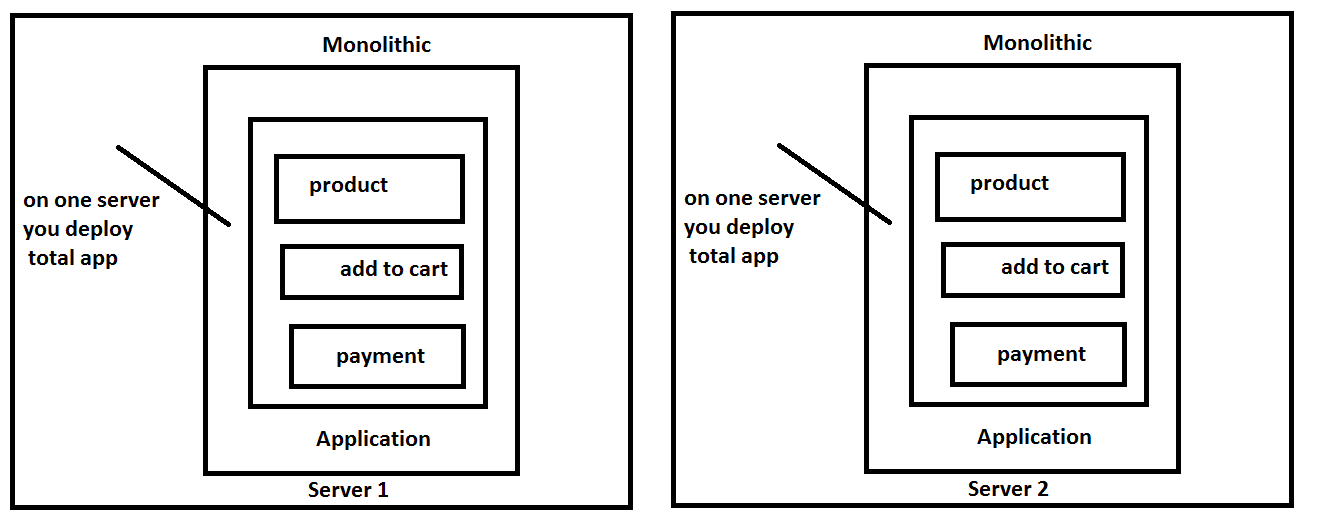 Monolithic
on one server
you deploy
total app
product
add to cart
payment
Application
Server 1
Monolithic
on one server
you deploy
total app
product
add to cart
payment
Application
Server 2